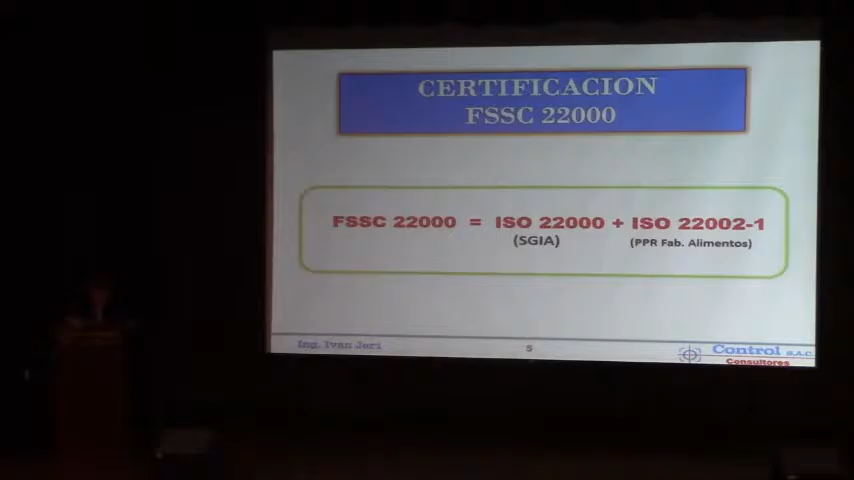 CERTIFICACION
FSSC 22000
FSSC 22000 = ISO 22000 + ISO 22002-1
(SGIA) (PPR Fab. Alimentos)
Ing. Iván Jeri 5 Control S.A.C.
Consultores